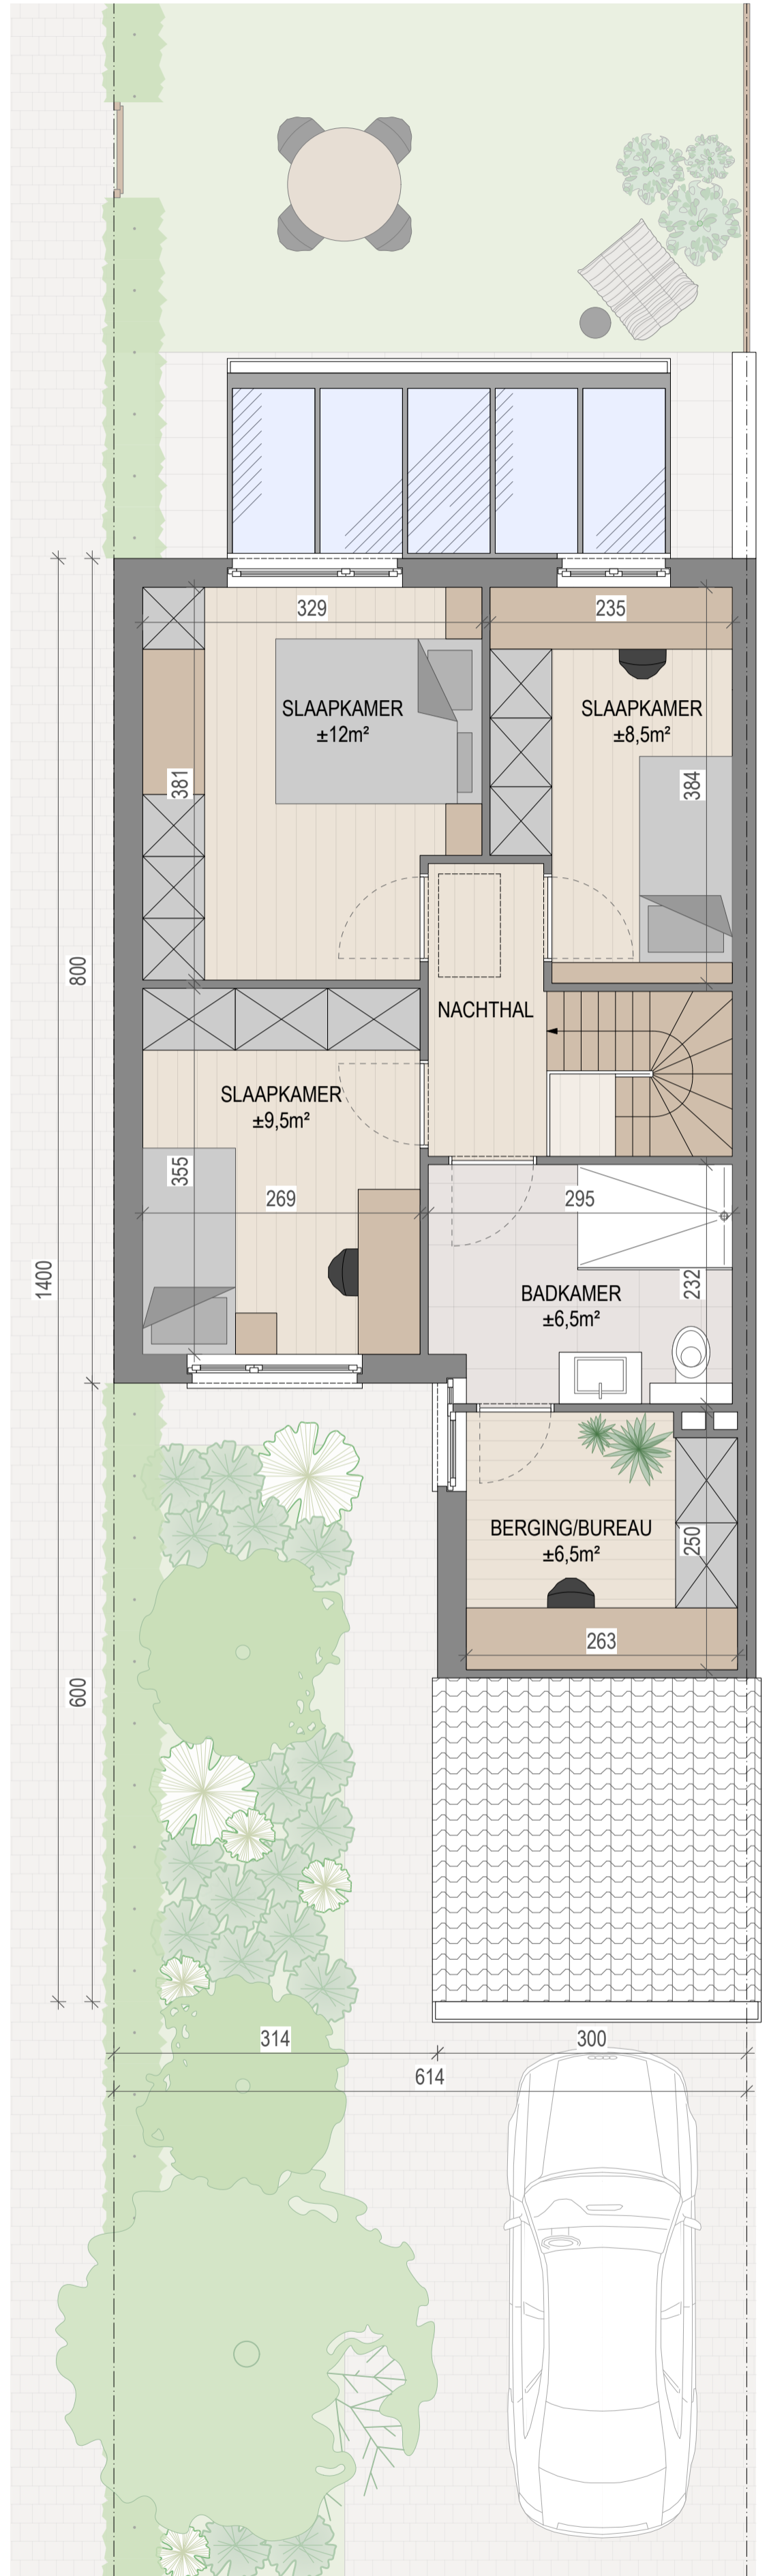 329
235
SLAAPKAMER
±12m²
SLAAPKAMER
±8,5m²
381
384
800
NACHTHAL
SLAAPKAMER
±9,5m²
355
269
295
1400
232
BADKAMER
±6,5m²
BERGING/BUREAU
±6,5m²
250
263
600
314
300
614